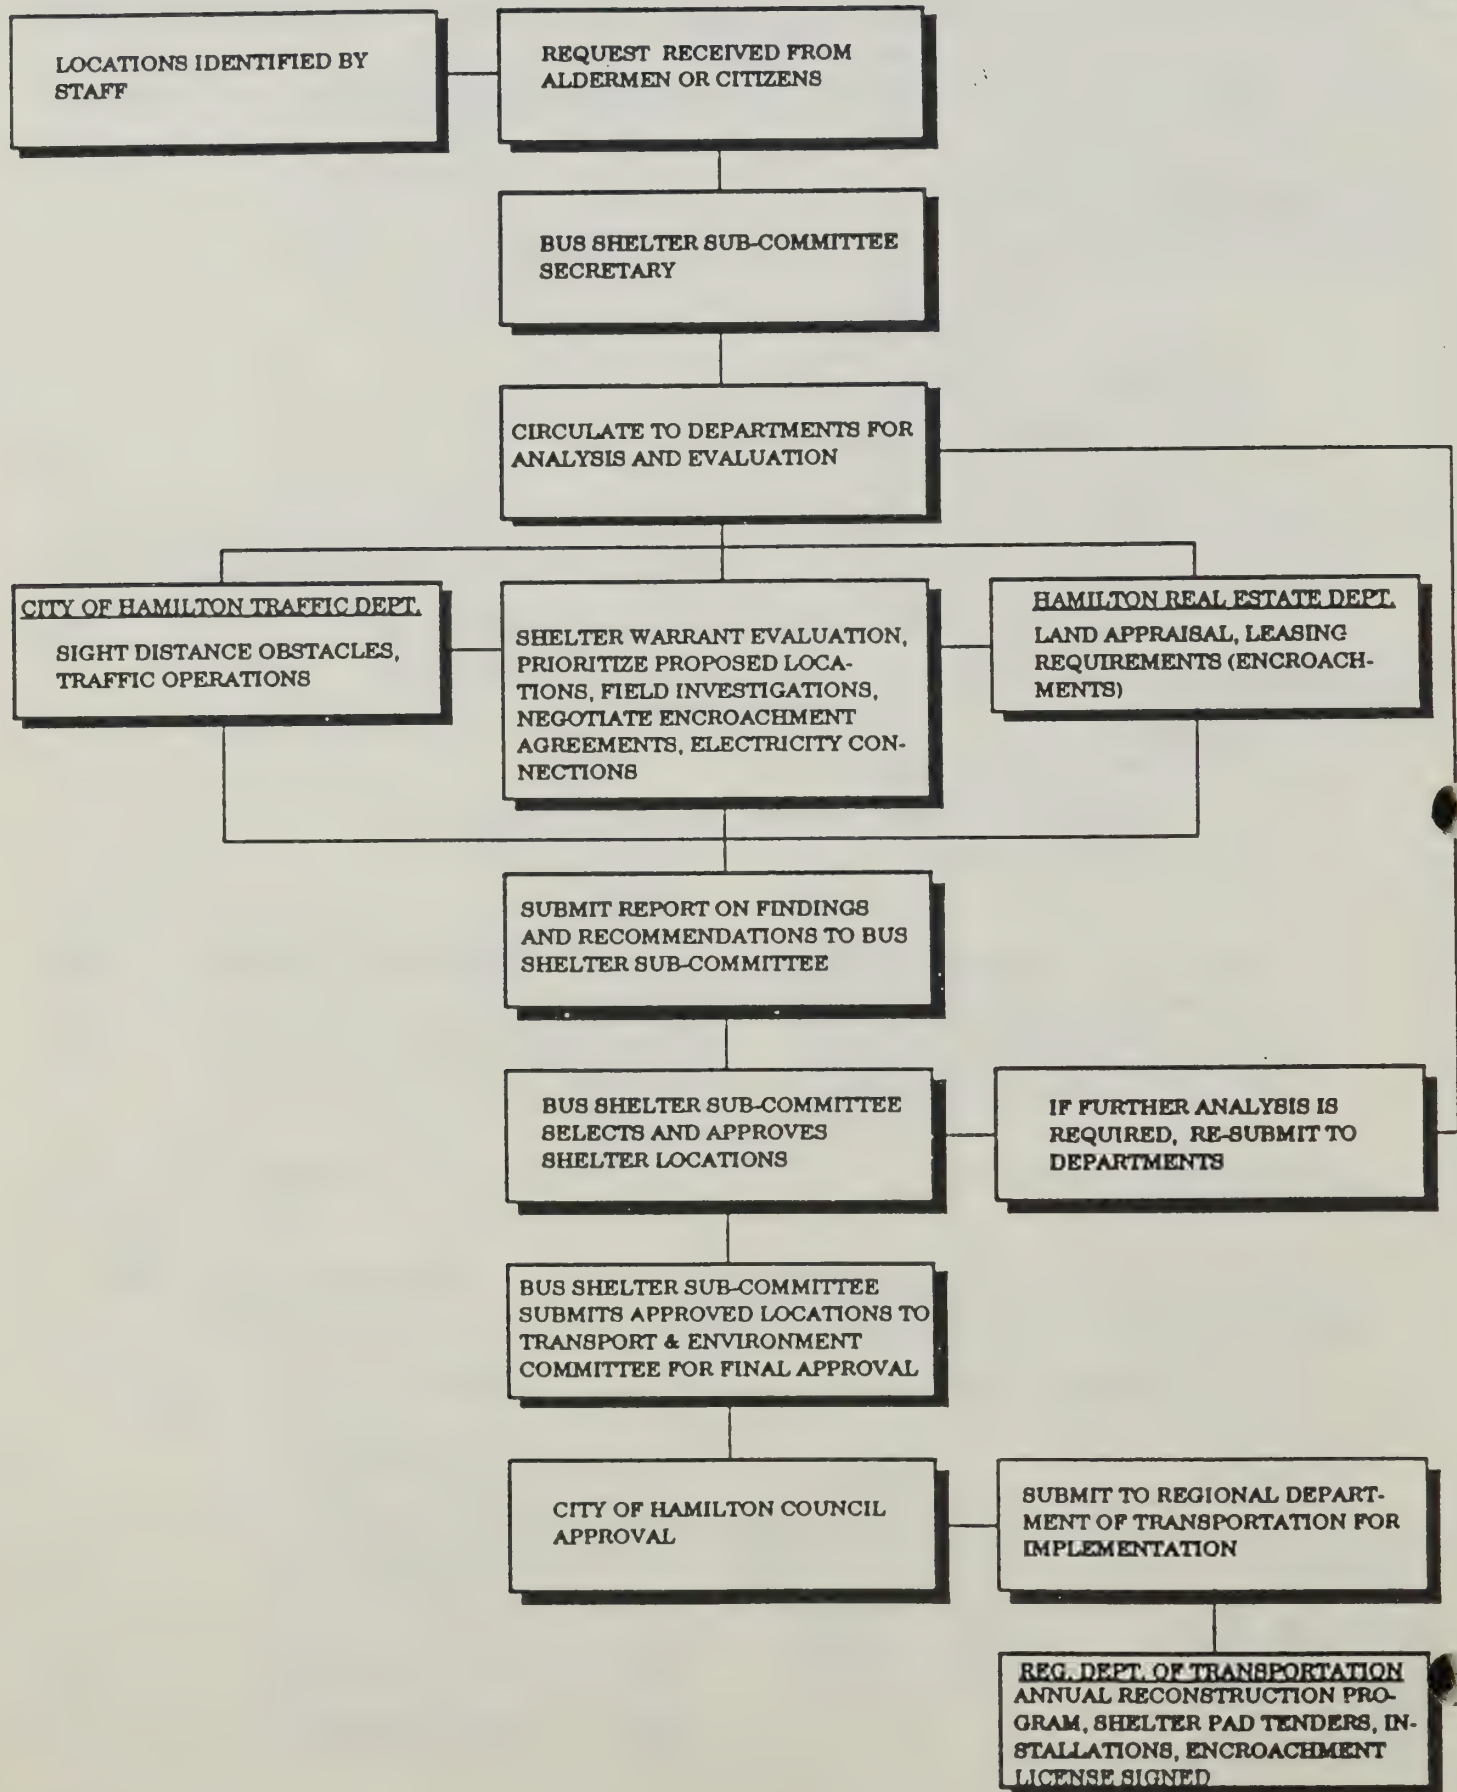 LOCATIONS IDENTIFIED BY
STAFF
REQUEST RECEIVED FROM
ALDERMEN OR CITIZENS
BUS SHELTER SUB-COMMITTEE
SECRETARY
CIRCULATE TO DEPARTMENTS FOR
ANALYSIS AND EVALUATION
CITY OF HAMILTON TRAFFIC DEPT.
SIGHT DISTANCE OBSTACLES,
TRAFFIC OPERATIONS
SHELTER WARRANT EVALUATION,
PRIORITIZE PROPOSED LOCA-
TIONS, FIELD INVESTIGATIONS,
NEGOTIATE ENCROACHMENT
AGREEMENTS, ELECTRICITY CON-
NECTIONS
HAMILTON REAL ESTATE DEPT.
LAND APPRAISAL, LEASING
REQUIREMENTS (ENCROACH-
MENTS)
SUBMIT REPORT ON FINDINGS
AND RECOMMENDATIONS TO BUS
SHELTER SUB-COMMITTEE
BUS SHELTER SUB-COMMITTEE
SELECTS AND APPROVES
SHELTER LOCATIONS
IF FURTHER ANALYSIS IS
REQUIRED, RE-SUBMIT TO
DEPARTMENTS
BUS SHELTER SUB-COMMITTEE
SUBMITS APPROVED LOCATIONS TO
TRANSPORT & ENVIRONMENT
COMMITTEE FOR FINAL APPROVAL
CITY OF HAMILTON COUNCIL
APPROVAL
SUBMIT TO REGIONAL DEPART-
MENT OF TRANSPORTATION FOR
IMPLEMENTATION
REG. DEPT. OF TRANSPORTATION
ANNUAL RECONSTRUCTION PRO-
GRAM, SHELTER PAD TENDERS, IN-
STALLATIONS, ENCROACHMENT
LICENSE SIGNED